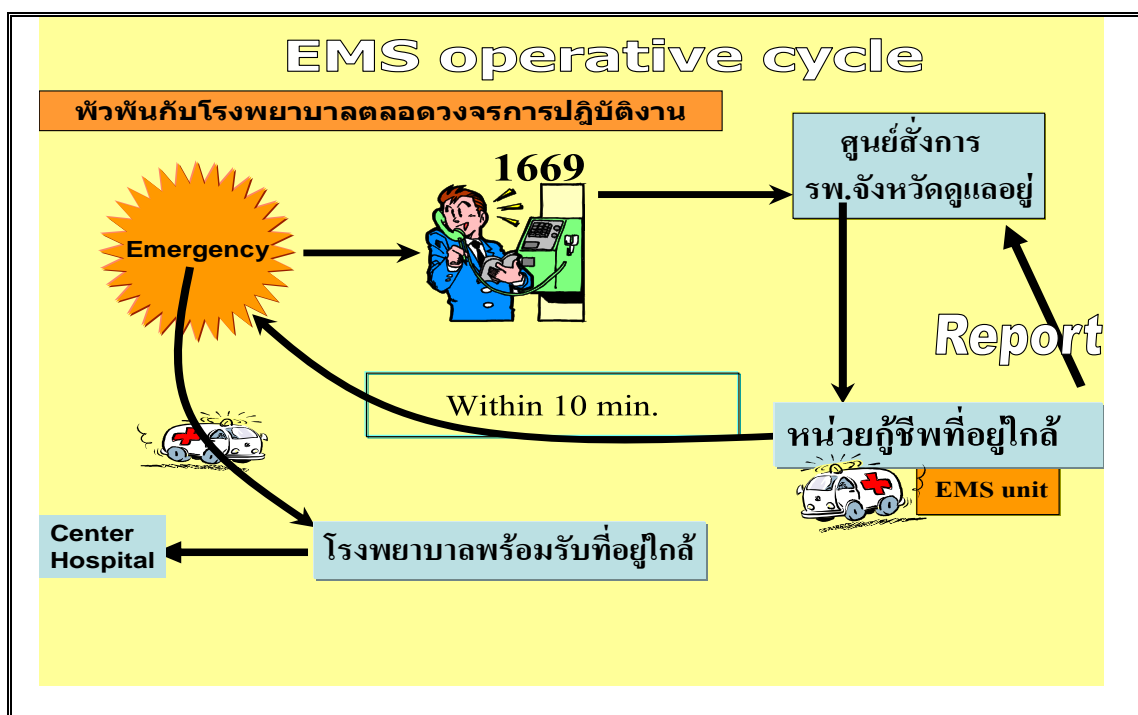 EMS operative cycle
พัวพันกับโรงพยาบาลตลอดวงจรการปฎิบัติงาน
1669
ศูนย์สั่งการ
รพ.จังหวัดดูแลอยู่
Emergency
Report
Within 10 min.
หน่วยกู้ชีพที่อยู่ใกล้
EMS unit
Center
Hospital
โรงพยาบาลพร้อมรับที่อยู่ใกล้